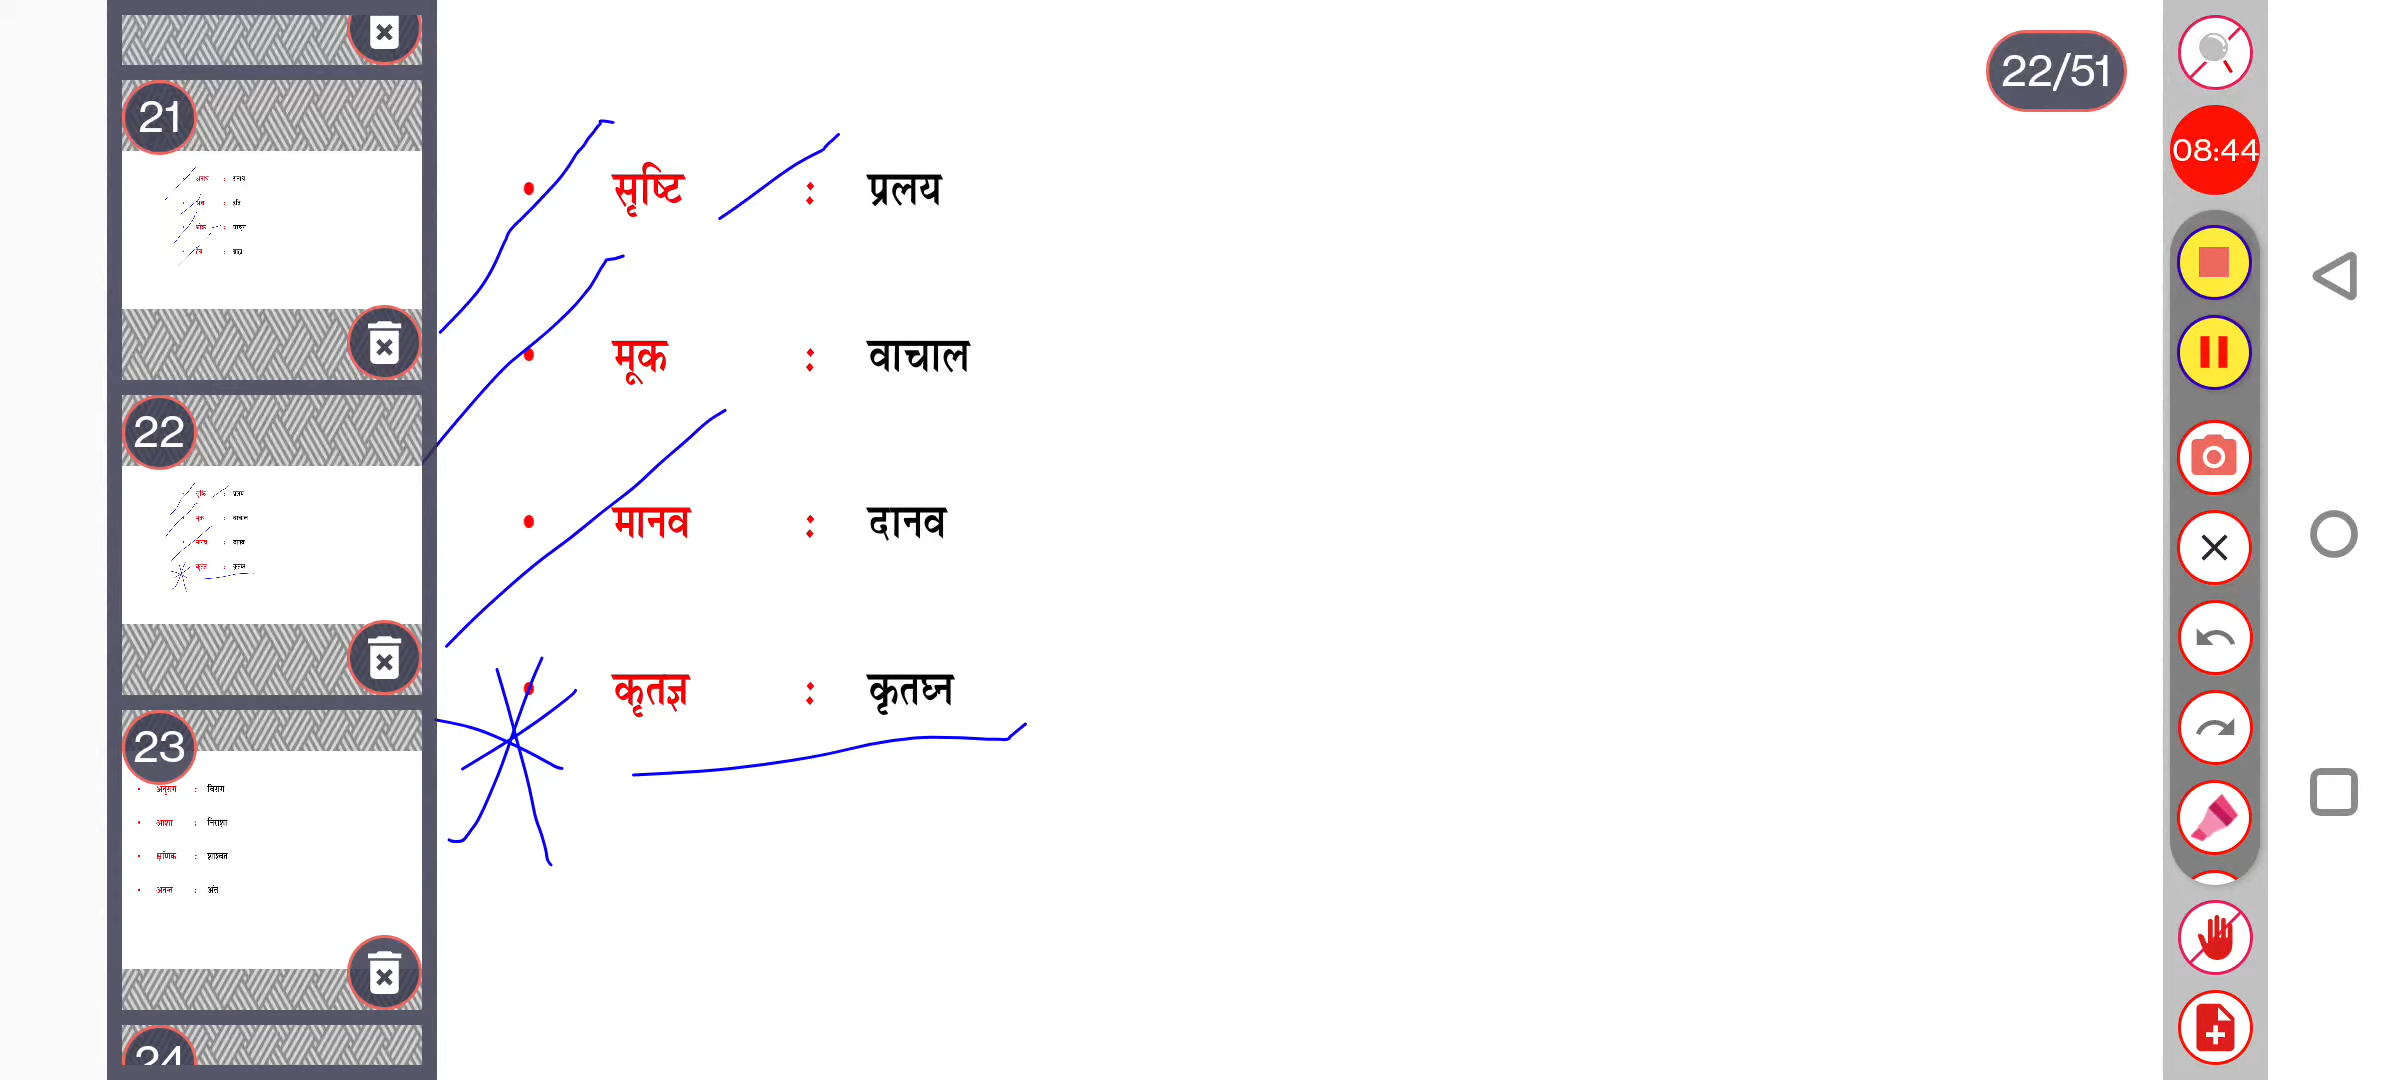 22/51
08:44
• सृष्टि : प्रलय
• मूक : वाचाल
• मानव : दानव
• कृतज्ञ : कृतघ्न
21
22
23
• अनुराग : विराग
• आशा : निराशा
• क्षणिक : शाश्वत
• अनन्त : अंत
24